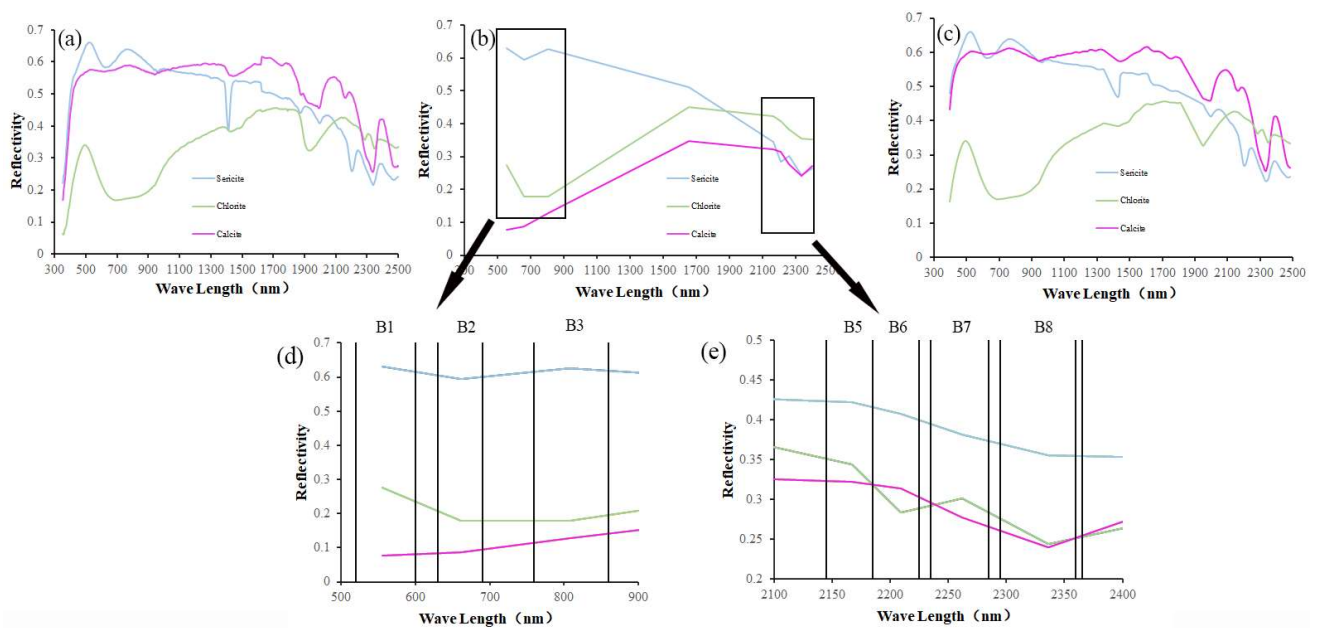 (a)
0.7
0.6
0.5
0.4
0.3
0.2
0.1
0
Reflectivity
Sericite
Chlorite
Calcite
300 500 700 900 1100 1300 1500 1700 1900 2100 2300 2500
Wave Length（nm）
(b)
0.7
0.6
0.5
0.4
0.3
0.2
0.1
0
Reflectivity
Sericite
Chlorite
Calcite
300 500 700 900 1100 1300 1500 1700 1900 2100 2300 2500
Wave Length（nm）
(c)
0.7
0.6
0.5
0.4
0.3
0.2
0.1
0
Reflectivity
Sericite
Chlorite
Calcite
300 500 700 900 1100 1300 1500 1700 1900 2100 2300 2500
Wave Length（nm）
(d)
B1 B2 B3
0.7
0.6
0.5
0.4
0.3
0.2
0.1
0
Reflectivity
500 600 700 800 900
Wave Length（nm）
(e)
B5 B6 B7 B8
0.5
0.45
0.4
0.35
0.3
0.25
0.2
Reflectivity
2100 2150 2200 2250 2300 2350 2400
Wave Length（nm）